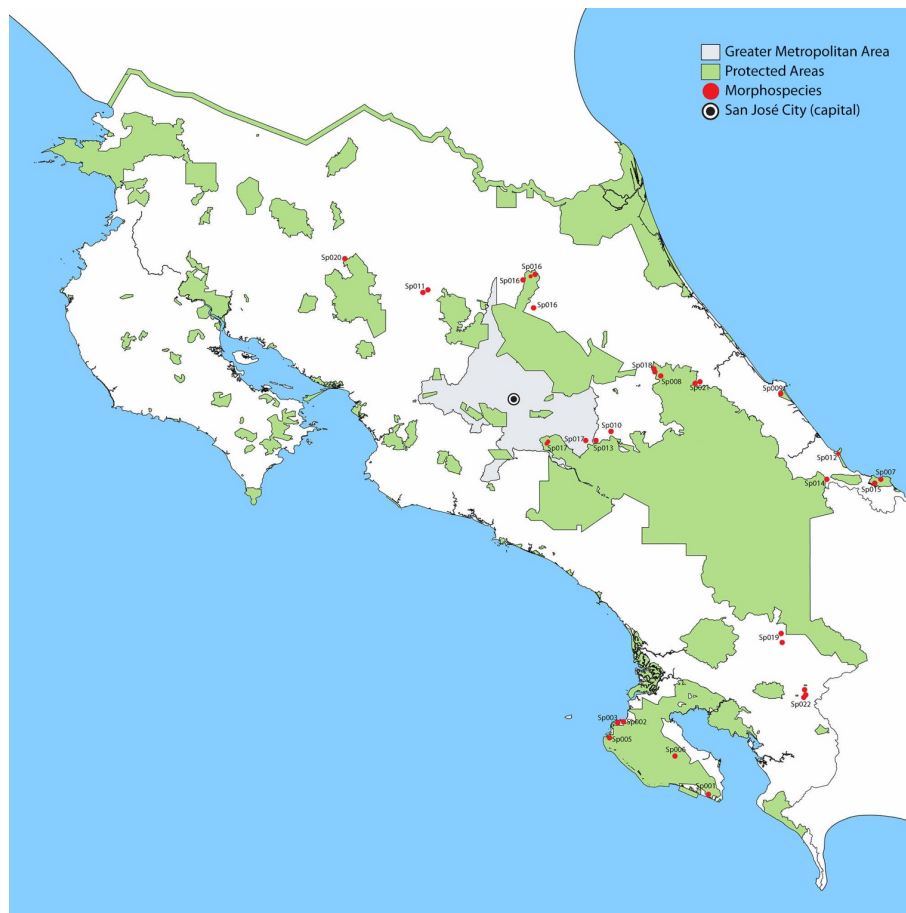 Greater Metropolitan Area
Protected Areas
Morphospecies
San José City (capital)
Sp020
Sp016
Sp016
Sp011
Sp016
Sp018
Sp008
Sp021
Sp009
Sp010
Sp017
Sp013
Sp017
Sp012
Sp007
Sp014
Sp015
Sp019
Sp022
Sp003
Sp002
Sp005
Sp006
Sp001